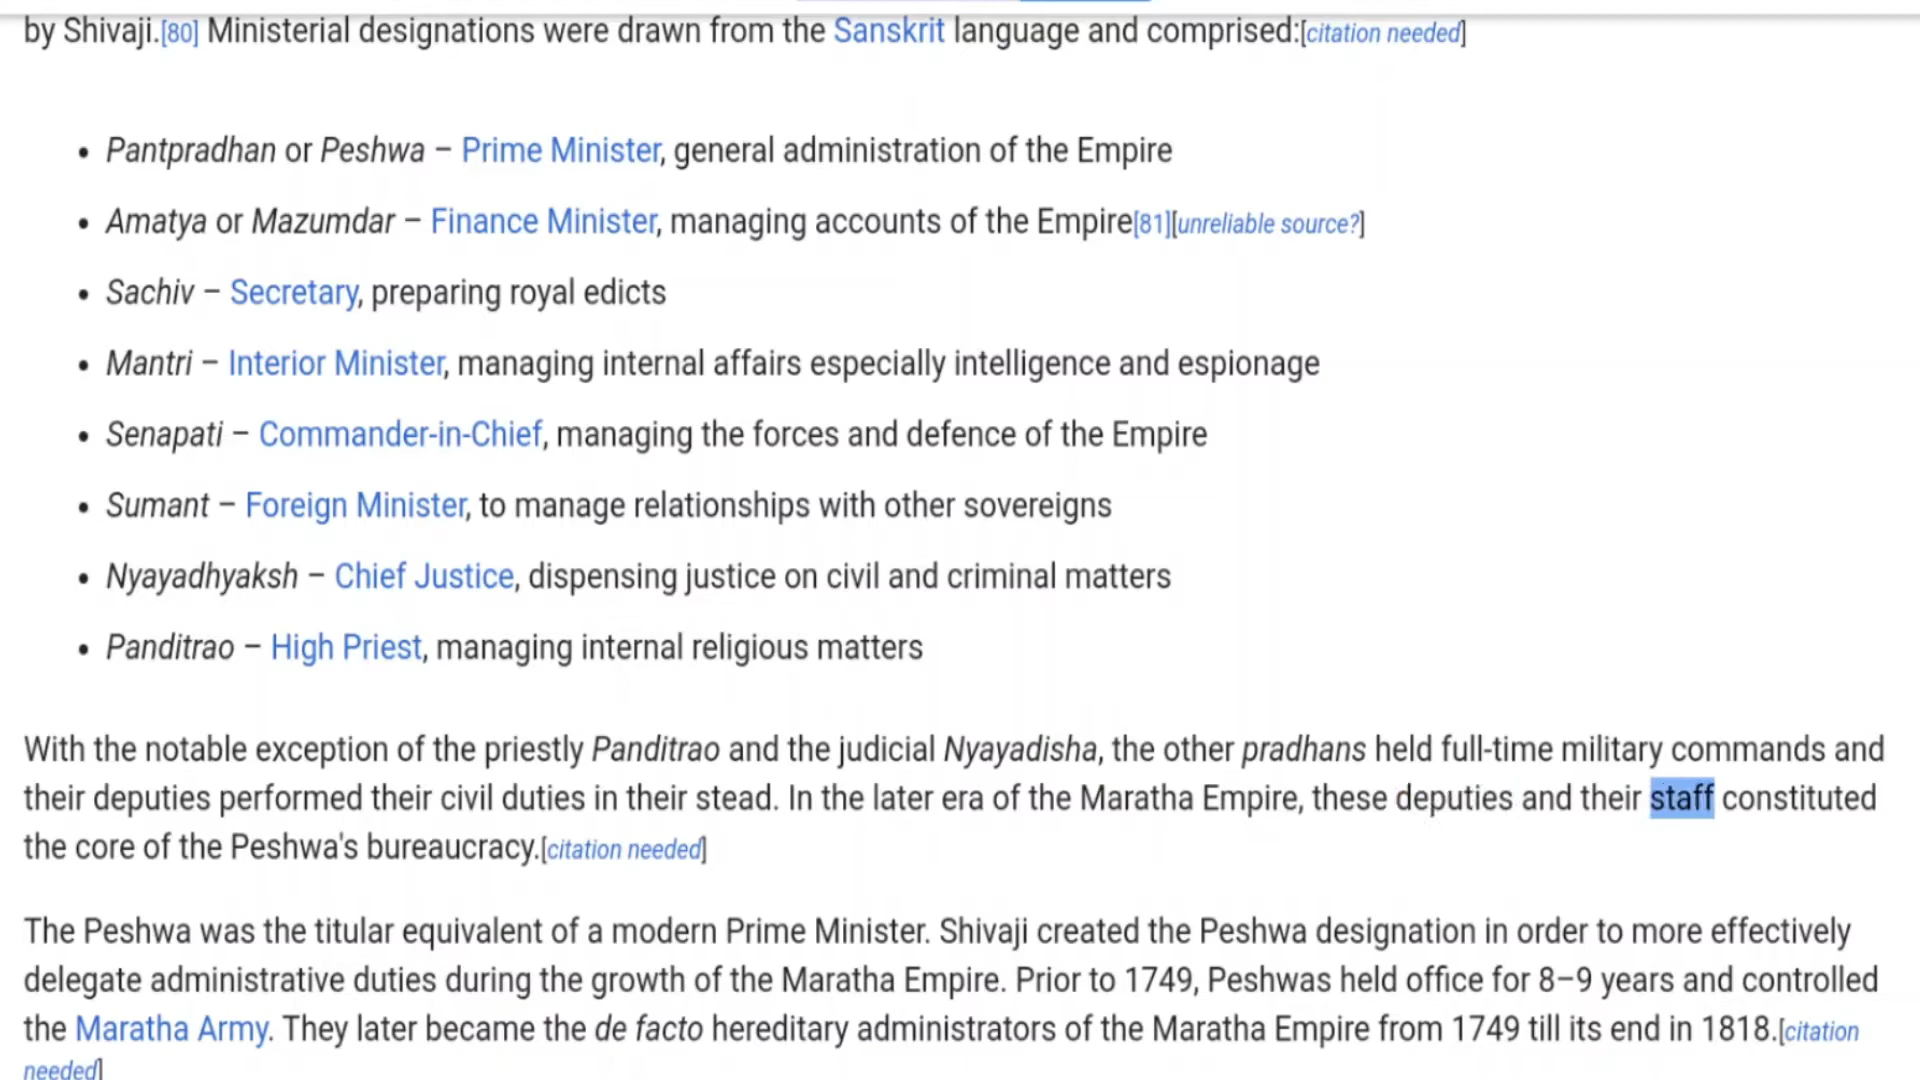 by Shivaji.[80] Ministerial designations were drawn from the Sanskrit language and comprised:[citation needed]
• Pantpradhan or Peshwa – Prime Minister, general administration of the Empire
• Amatya or Mazumdar – Finance Minister, managing accounts of the Empire[81][unreliable source?]
• Sachiv – Secretary, preparing royal edicts
• Mantri – Interior Minister, managing internal affairs especially intelligence and espionage
• Senapati – Commander-in-Chief, managing the forces and defence of the Empire
• Sumant – Foreign Minister, to manage relationships with other sovereigns
• Nyayadhyaksh – Chief Justice, dispensing justice on civil and criminal matters
• Panditrao – High Priest, managing internal religious matters
With the notable exception of the priestly Panditrao and the judicial Nyayadisha, the other pradhans held full-time military commands and
their deputies performed their civil duties in their stead. In the later era of the Maratha Empire, these deputies and their staff constituted
the core of the Peshwa's bureaucracy.[citation needed]
The Peshwa was the titular equivalent of a modern Prime Minister. Shivaji created the Peshwa designation in order to more effectively
delegate administrative duties during the growth of the Maratha Empire. Prior to 1749, Peshwas held office for 8–9 years and controlled
the Maratha Army. They later became the de facto hereditary administrators of the Maratha Empire from 1749 till its end in 1818.[citation
needed]